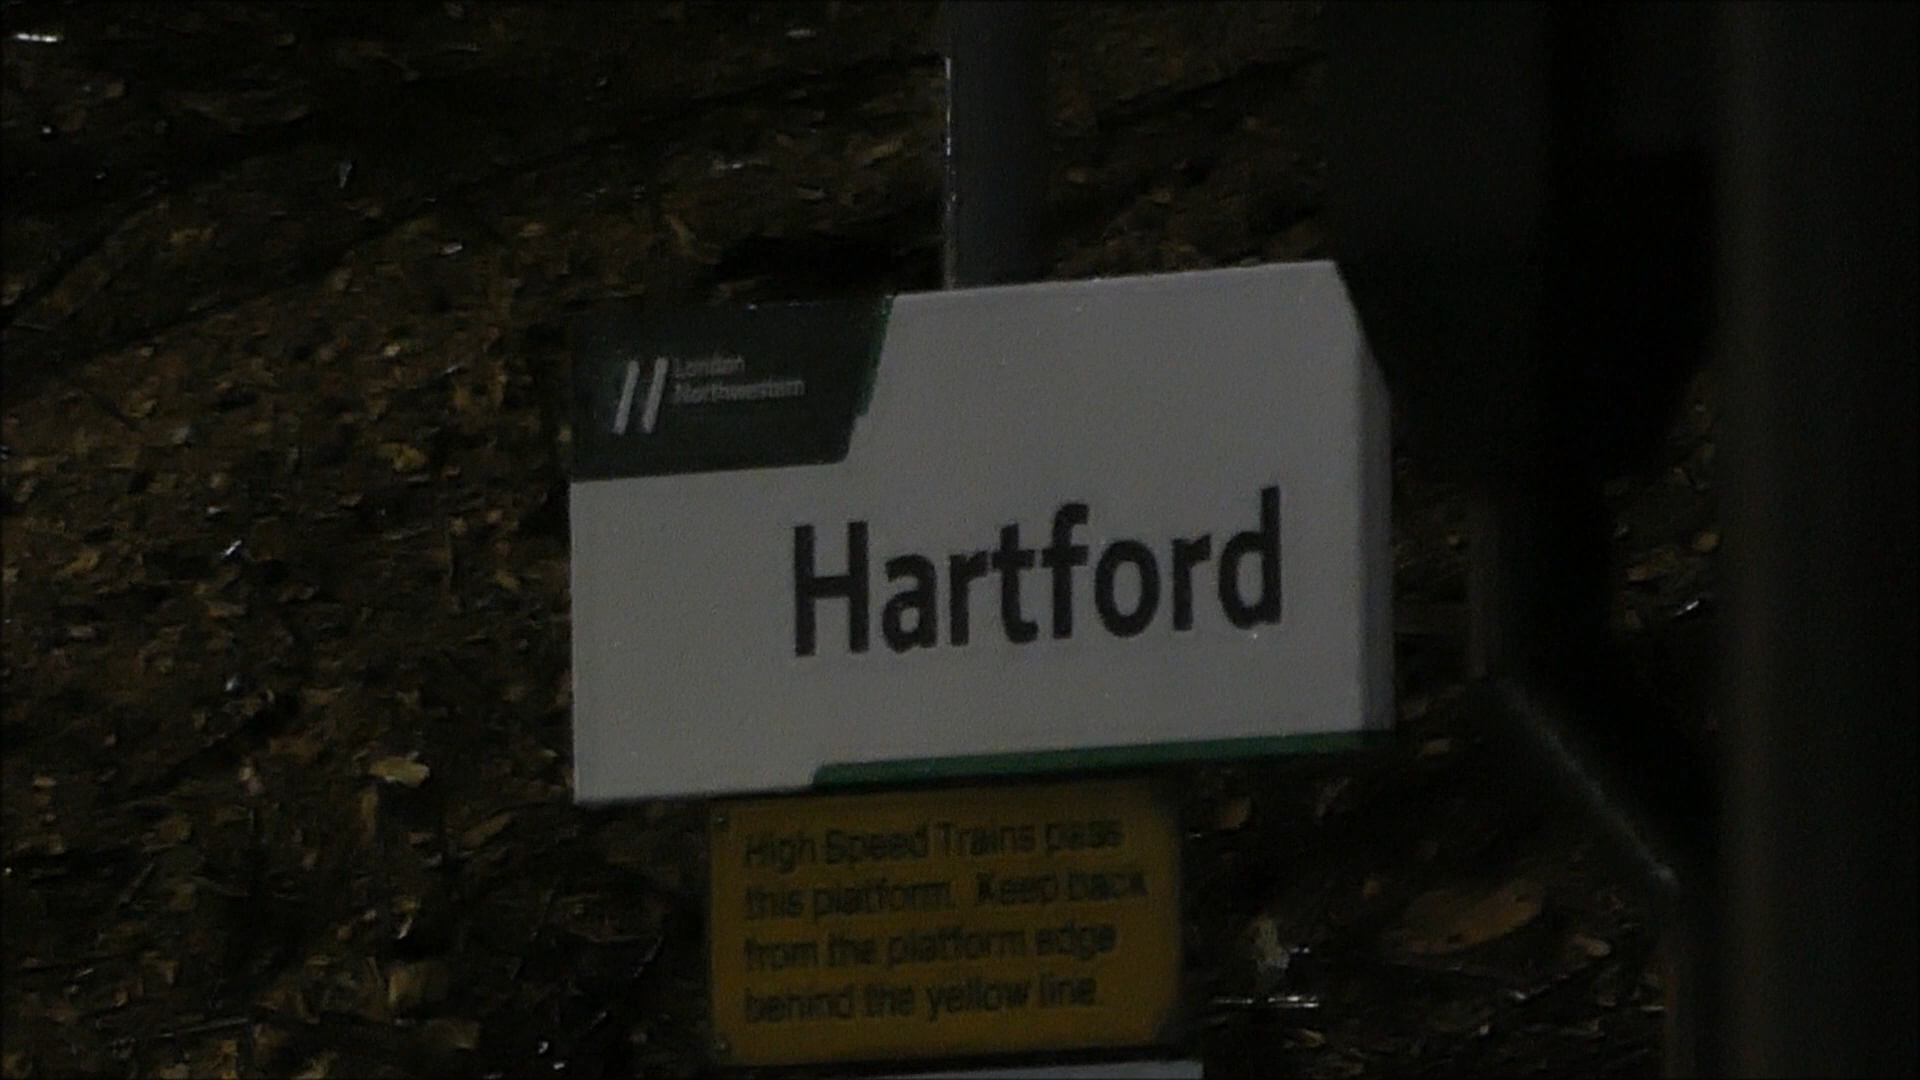 London
Northwestern
Hartford
High Speed Trains pass
this platform. Keep back
from the platform edge
behind the yellow line.